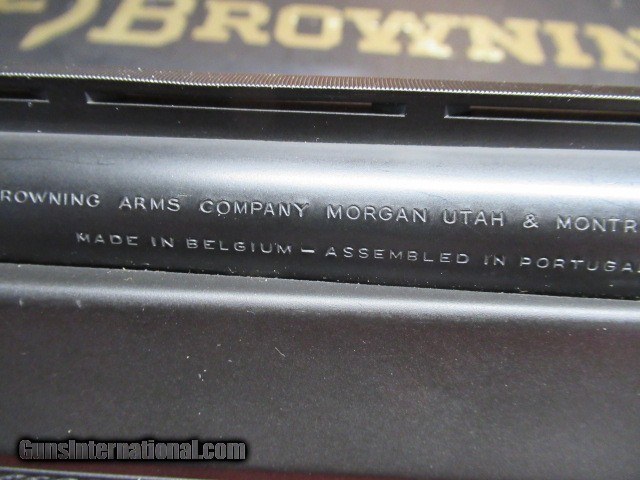 BROWNIN
ROWNING ARMS COMPANY MORGAN UTAH & MONTR
MADE IN BELGIUM – ASSEMBLED IN PORTUGA
GunsInternational.com